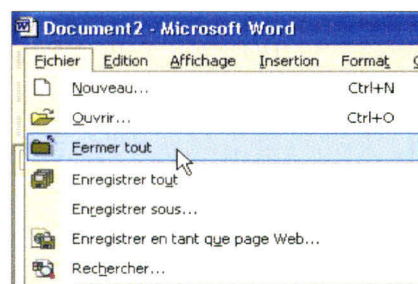 Document2 - Microsoft Word
Fichier Edition Affichage Insertion Format
Nouveau... Ctrl+N
Ouvrir... Ctrl+O
Fermer tout
Enregistrer tout
Enregistrer sous...
Enregistrer en tant que page Web...
Rechercher...